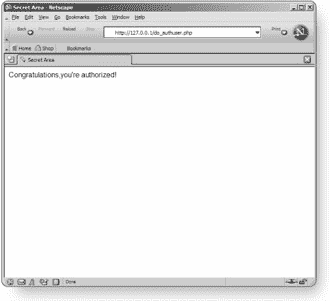 Secret Area - Netscape
File Edit View Go Bookmarks Tools Window Help
Back Forward Reload Stop http://127.0.0.1/do_authuser.php Print
Home Shop Bookmarks
Secret Area
Congratulations,you're authorized!
Done